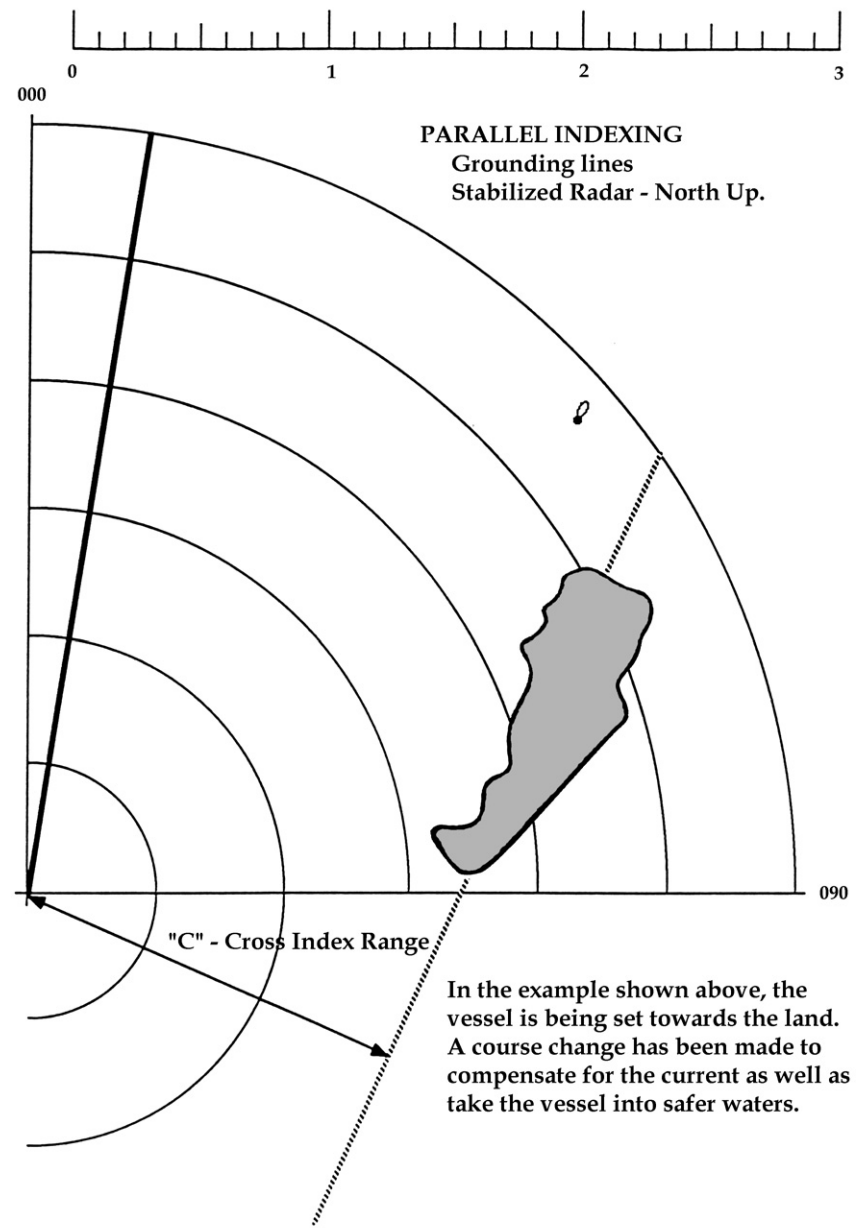 0 1 2 3
000
PARALLEL INDEXING
Grounding lines
Stabilized Radar - North Up.
090
"C" - Cross Index Range
In the example shown above, the
vessel is being set towards the land.
A course change has been made to
compensate for the current as well as
take the vessel into safer waters.